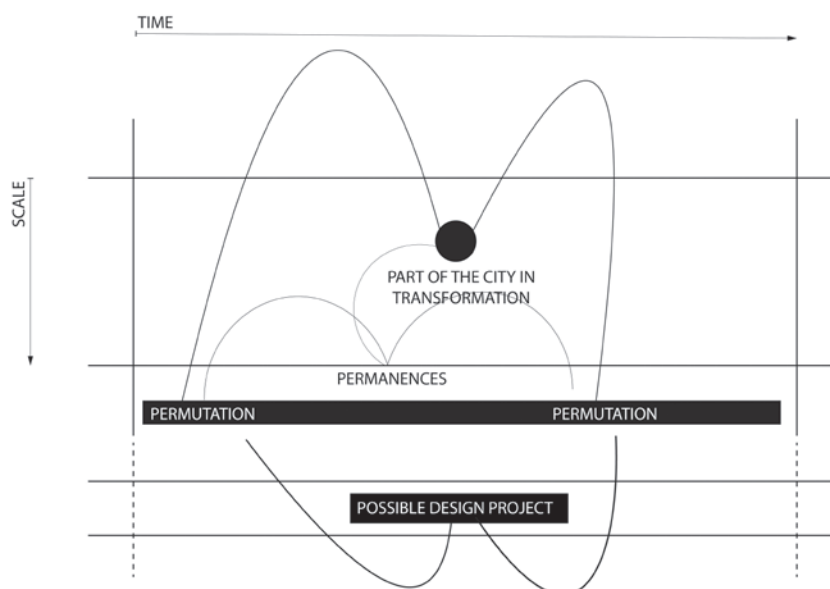 TIME
SCALE
PART OF THE CITY IN
TRANSFORMATION
PERMANENCES
PERMUTATION
PERMUTATION
POSSIBLE DESIGN PROJECT